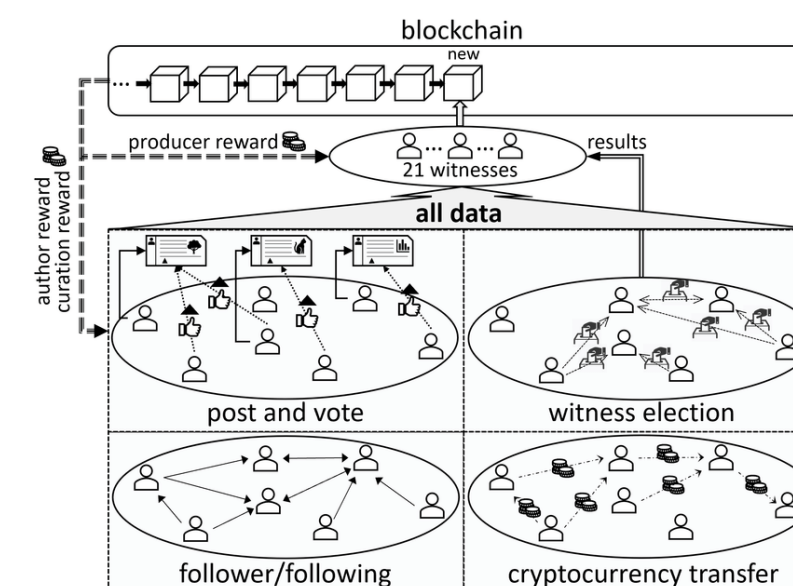 blockchain
new
...
producer reward
results
... ...
21 witnesses
author reward
curation reward
all data
post and vote
witness election
follower/following
cryptocurrency transfer